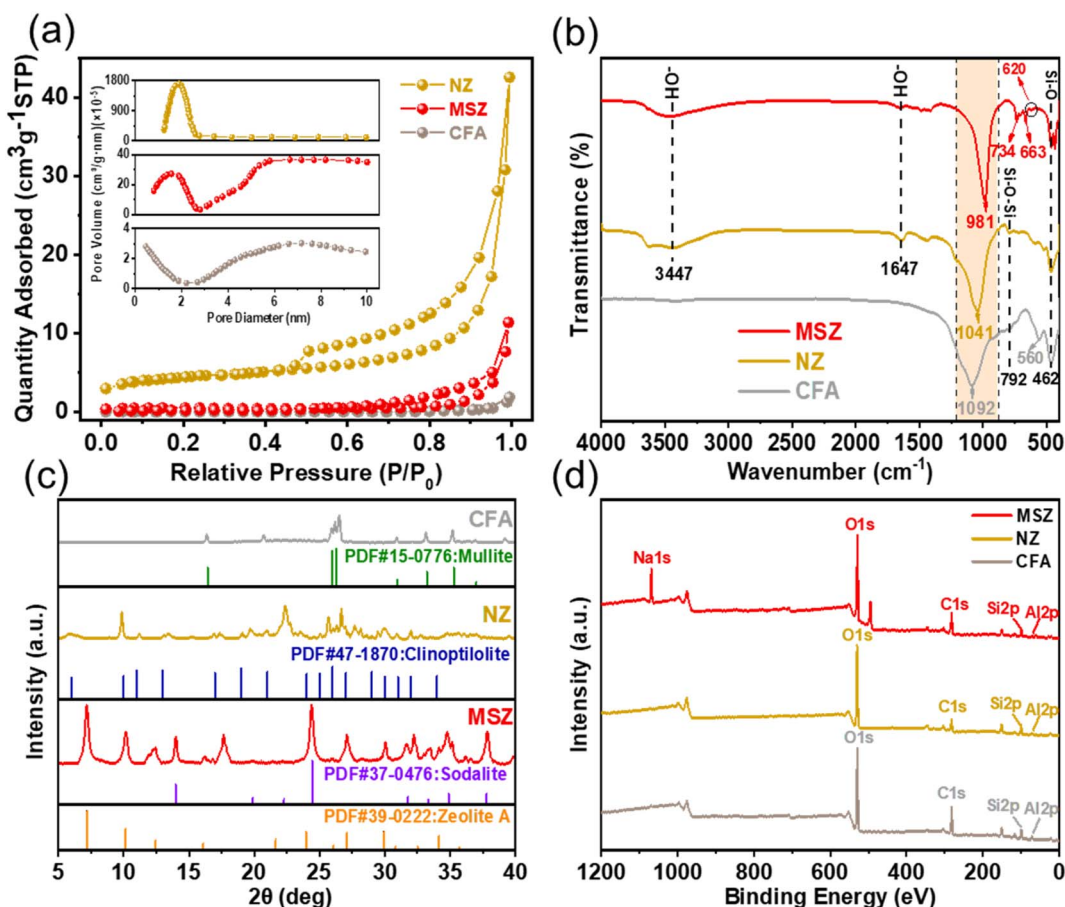 (a)
NZ
MSZ
CFA
Quantity Adsorbed (cm³g⁻¹STP)
40
30
20
10
0
0.0 0.2 0.4 0.6 0.8 1.0
Relative Pressure (P/P₀)
Pore Volume (cm³/g·nm)(×10⁻⁵)
1800
1200
600
0
40
20
0
4
2
0
0 2 4 6 8 10
Pore Diameter (nm)
(b)
Transmittance (%)
HO-
HO-
620
Si-O
734
663
Si-O-Si
981
3447
1647
1041
560
1092
792
462
MSZ
NZ
CFA
4000 3500 3000 2500 2000 1500 1000 500
Wavenumber (cm⁻¹)
(c)
Intensity (a.u.)
CFA
PDF#15-0776:Mullite
NZ
PDF#47-1870:Clinoptilolite
MSZ
PDF#37-0476:Sodalite
PDF#39-0222:Zeolite A
5 10 15 20 25 30 35 40
2θ (deg)
(d)
Intensity (a.u.)
MSZ
NZ
CFA
Na1s
O1s
C1s
Si2p
Al2p
O1s
C1s
Si2p
Al2p
O1s
C1s
Si2p
Al2p
1200 1000 800 600 400 200 0
Binding Energy (eV)